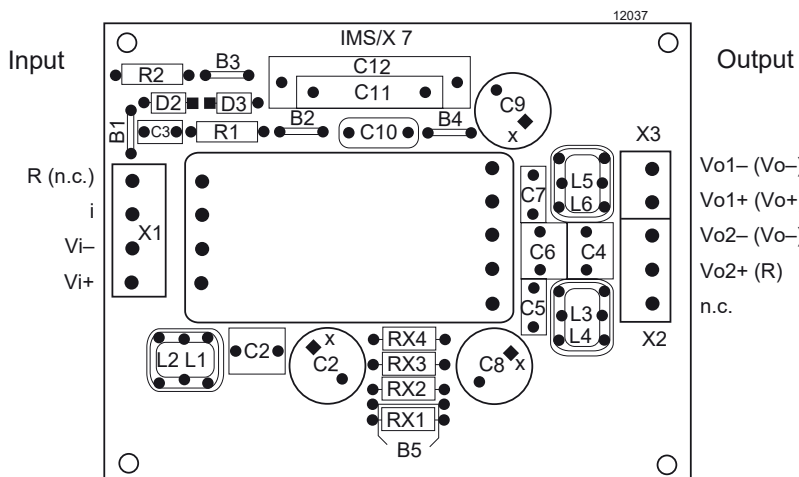 12037
Input
IMS/X 7
Output
R2
B3
C12
C11
C9
x
D2
D3
B1
C3
R1
B2
C10
B4
X3
R (n.c.)
i
Vi–
Vi+
X1
C7
L5
L6
Vo1– (Vo–)
Vo1+ (Vo+
C6
C4
Vo2– (Vo–)
Vo2+ (R)
n.c.
C5
L3
L4
X2
L2 L1
C2
x
C2
RX4
RX3
RX2
RX1
B5
C8
x